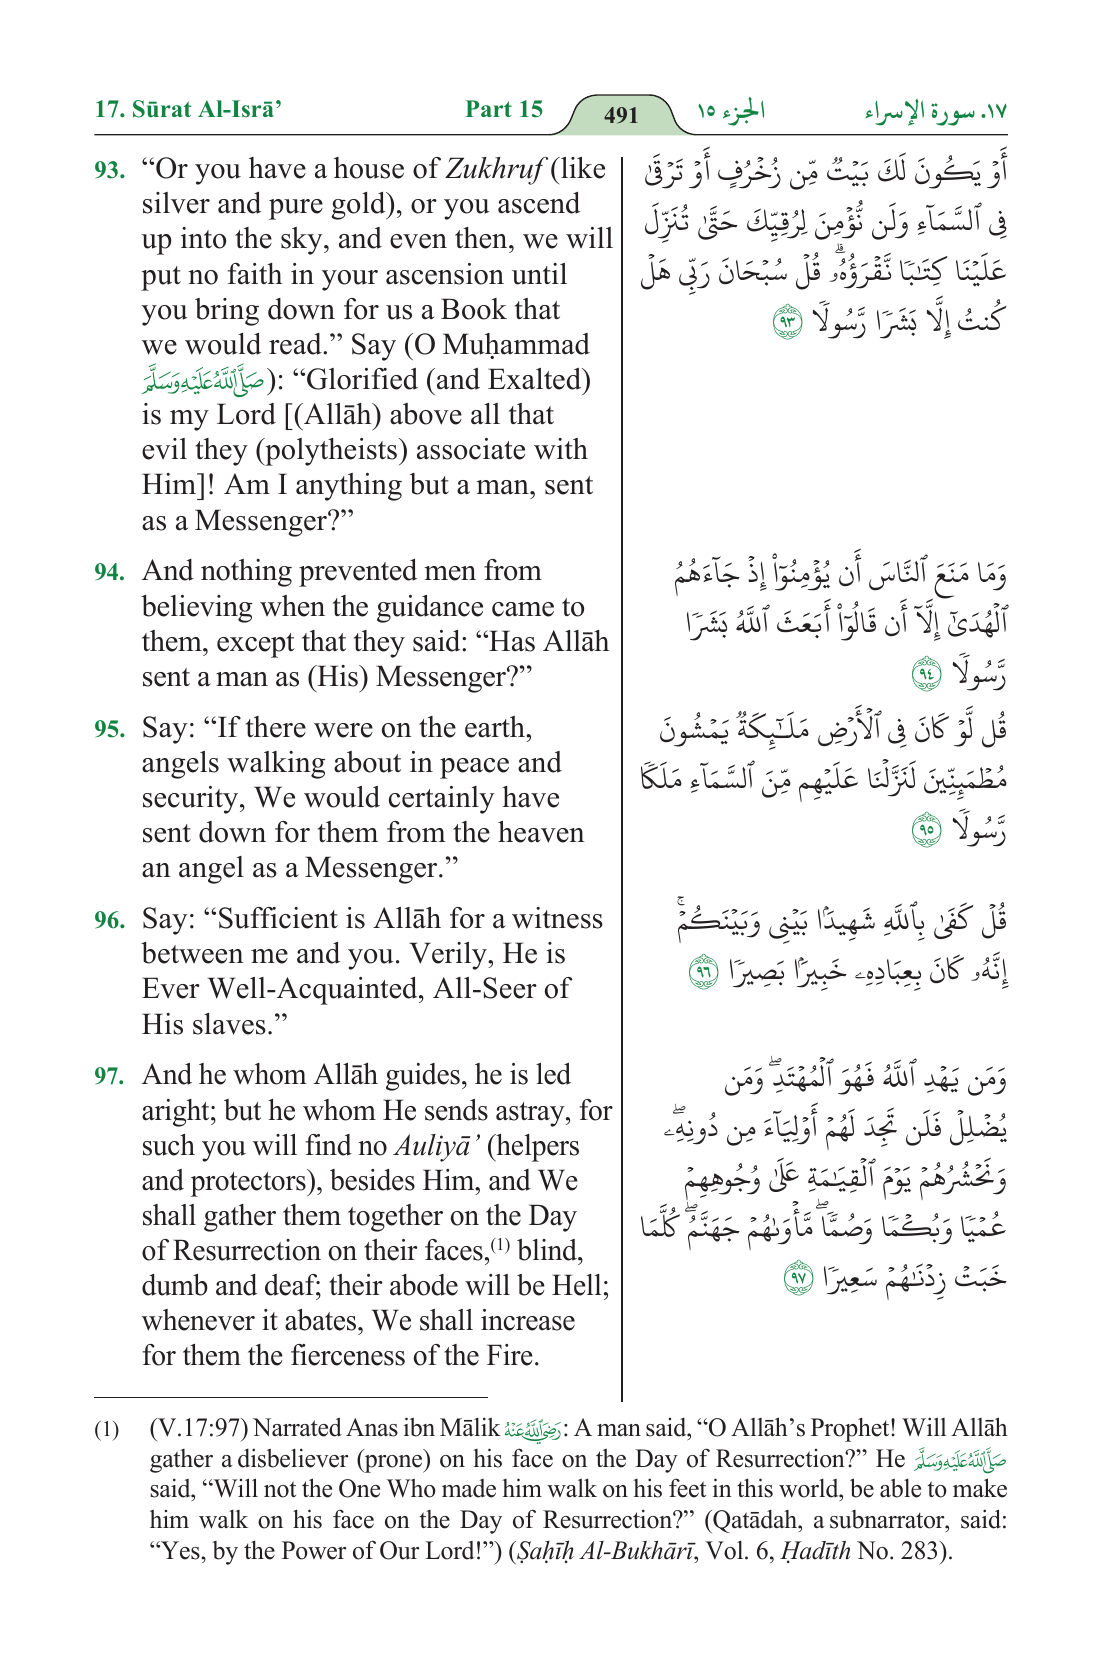 17. Sūrat Al-Isrā’ Part 15 491 الجزء ١٥ ١٧. سورة الإسراء
93. “Or you have a house of Zukhruf (like
silver and pure gold), or you ascend
up into the sky, and even then, we will
put no faith in your ascension until
you bring down for us a Book that
we would read.” Say (O Muḥammad
ﷺ): “Glorified (and Exalted)
is my Lord [(Allāh) above all that
evil they (polytheists) associate with
Him]! Am I anything but a man, sent
as a Messenger?”
أَوۡ يَكُونَ لَكَ بَيۡتٞ مِّن زُخۡرُفٍ أَوۡ تَرۡقَىٰ
فِي ٱلسَّمَآءِ وَلَن نُّؤۡمِنَ لِرُقِيِّكَ حَتَّىٰ تُنَزِّلَ
عَلَيۡنَا كِتَٰبٗا نَّقۡرَؤُهُۥۗ قُلۡ سُبۡحَانَ رَبِّي هَلۡ
كُنتُ إِلَّا بَشَرٗا رَّسُولٗا ٩٣
94. And nothing prevented men from
believing when the guidance came to
them, except that they said: “Has Allāh
sent a man as (His) Messenger?”
وَمَا مَنَعَ ٱلنَّاسَ أَن يُؤۡمِنُوٓاْ إِذۡ جَآءَهُمُ
ٱلۡهُدَىٰٓ إِلَّآ أَن قَالُوٓاْ أَبَعَثَ ٱللَّهُ بَشَرٗا
رَّسُولٗا ٩٤
95. Say: “If there were on the earth,
angels walking about in peace and
security, We would certainly have
sent down for them from the heaven
an angel as a Messenger.”
قُل لَّوۡ كَانَ فِي ٱلۡأَرۡضِ مَلَٰٓئِكَةٞ يَمۡشُونَ
مُطۡمَئِنِّينَ لَنَزَّلۡنَا عَلَيۡهِم مِّنَ ٱلسَّمَآءِ مَلَكٗا
رَّسُولٗا ٩٥
96. Say: “Sufficient is Allāh for a witness
between me and you. Verily, He is
Ever Well-Acquainted, All-Seer of
His slaves.”
قُلۡ كَفَىٰ بِٱللَّهِ شَهِيدَۢا بَيۡنِي وَبَيۡنَكُمۡۚ
إِنَّهُۥ كَانَ بِعِبَادِهِۦ خَبِيرَۢا بَصِيرٗا ٩٦
97. And he whom Allāh guides, he is led
aright; but he whom He sends astray, for
such you will find no Auliyā’ (helpers
and protectors), besides Him, and We
shall gather them together on the Day
of Resurrection on their faces,(1) blind,
dumb and deaf; their abode will be Hell;
whenever it abates, We shall increase
for them the fierceness of the Fire.
وَمَن يَهۡدِ ٱللَّهُ فَهُوَ ٱلۡمُهۡتَدِۖ وَمَن
يُضۡلِلۡ فَلَن تَجِدَ لَهُمۡ أَوۡلِيَآءَ مِن دُونِهِۦۖ
وَنَحۡشُرُهُمۡ يَوۡمَ ٱلۡقِيَٰمَةِ عَلَىٰ وُجُوهِهِمۡ
عُمۡيٗا وَبُكۡمٗا وَصُمّٗاۖ مَّأۡوَىٰهُمۡ جَهَنَّمُۖ كُلَّمَا
خَبَتۡ زِدۡنَٰهُمۡ سَعِيرٗا ٩٧
(1) (V.17:97) Narrated Anas ibn Mālik رَضِيَ ٱللَّهُ عَنْهُ: A man said, “O Allāh’s Prophet! Will Allāh
gather a disbeliever (prone) on his face on the Day of Resurrection?” He ﷺ
said, “Will not the One Who made him walk on his feet in this world, be able to make
him walk on his face on the Day of Resurrection?” (Qatādah, a subnarrator, said:
“Yes, by the Power of Our Lord!”) (Ṣaḥīḥ Al-Bukhārī, Vol. 6, Ḥadīth No. 283).